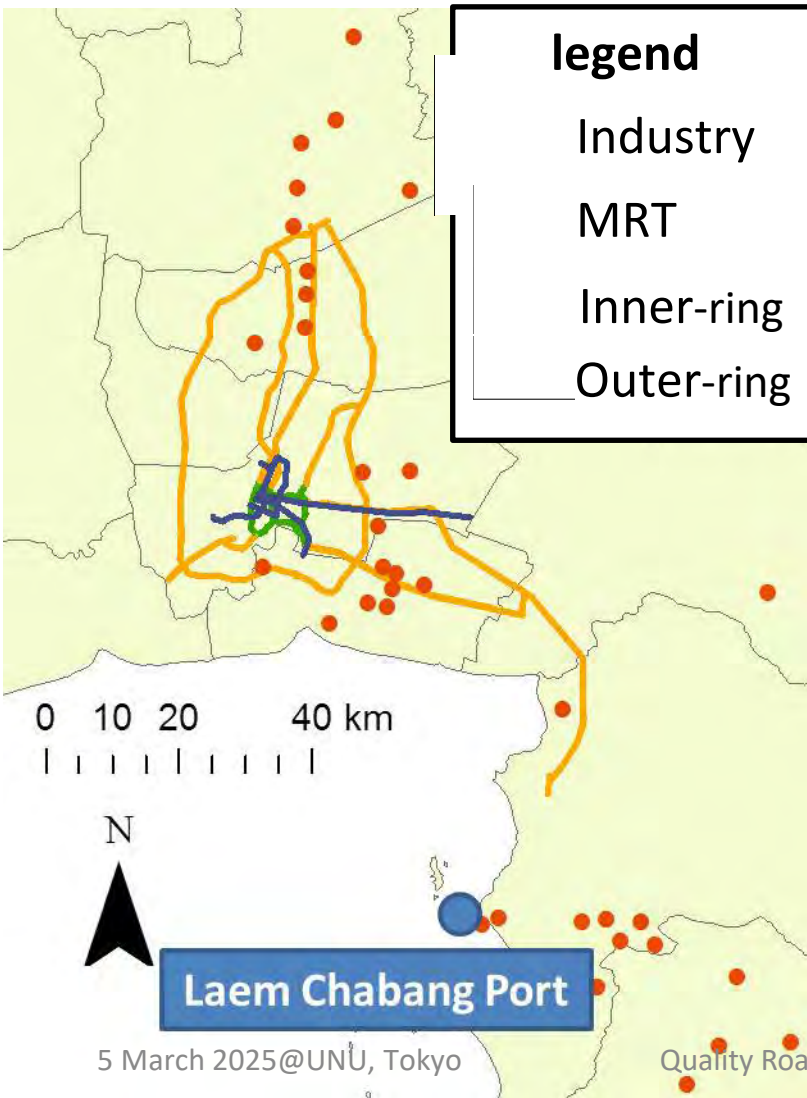 legend
Industry
MRT
Inner-ring
Outer-ring
0 10 20 40 km
N
Laem Chabang Port
5 March 2025@UNU, Tokyo
Quality Roa